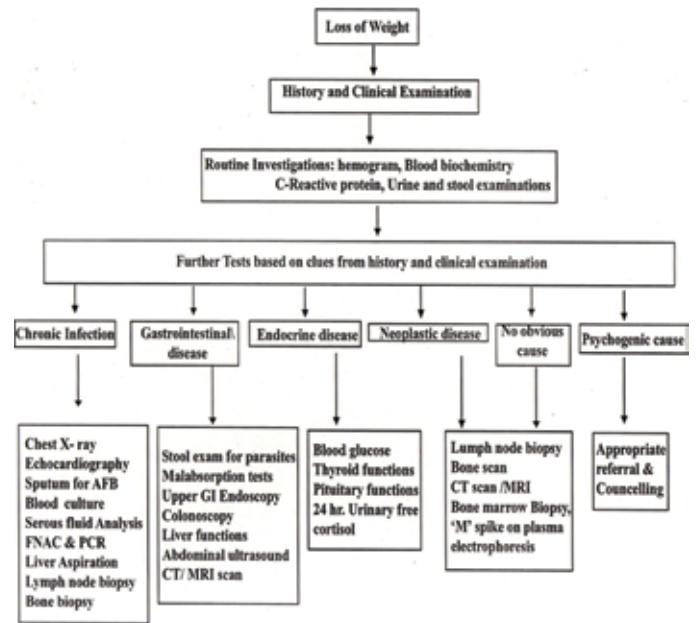 Loss of Weight
History and Clinical Examination
Routine Investigations: hemogram, Blood biochemistry
C-Reactive protein, Urine and stool examinations
Further Tests based on clues from history and clinical examination
Chronic Infection
Gastrointestinal\
disease
Endocrine disease
Neoplastic disease
No obvious
cause
Psychogenic cause
Chest X- ray
Echocardiography
Sputum for AFB
Blood culture
Serous fluid Analysis
FNAC & PCR
Liver Aspiration
Lymph node biopsy
Bone biopsy
Stool exam for parasites
Malabsorption tests
Upper GI Endoscopy
Colonoscopy
Liver functions
Abdominal ultrasound
CT/ MRI scan
Blood glucose
Thyroid functions
Pituitary functions
24 hr. Urinary free
cortisol
Lumph node biopsy
Bone scan
CT scan /MRI
Bone marrow Biopsy,
‘M’ spike on plasma
electrophoresis
Appropriate
referral &
Councelling